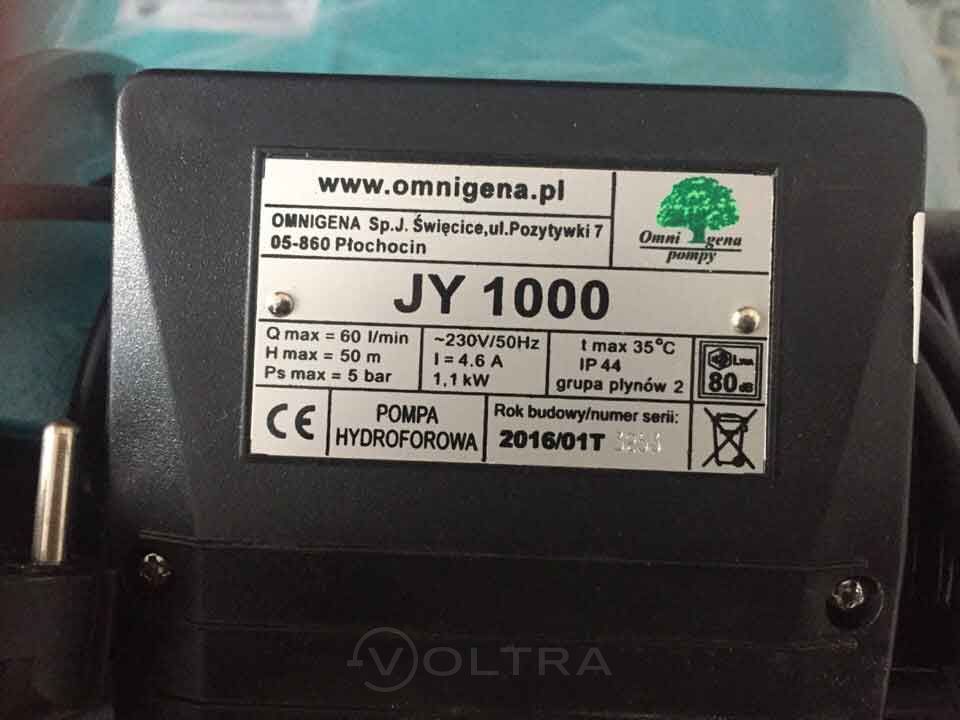 www.omnigena.pl
OMNIGENA Sp.J. Święcice,ul.Pozytywki 7
05-860 Płochocin
Omni gena
pompy
JY 1000
Q max = 60 l/min
H max = 50 m
Ps max = 5 bar
~230V/50Hz
I = 4.6 A
1,1 kW
t max 35°C
IP 44
grupa płynów 2
LWA
80 dB
CE
POMPA
HYDROFOROWA
Rok budowy/numer serii:
2016/01T
VOLTRA